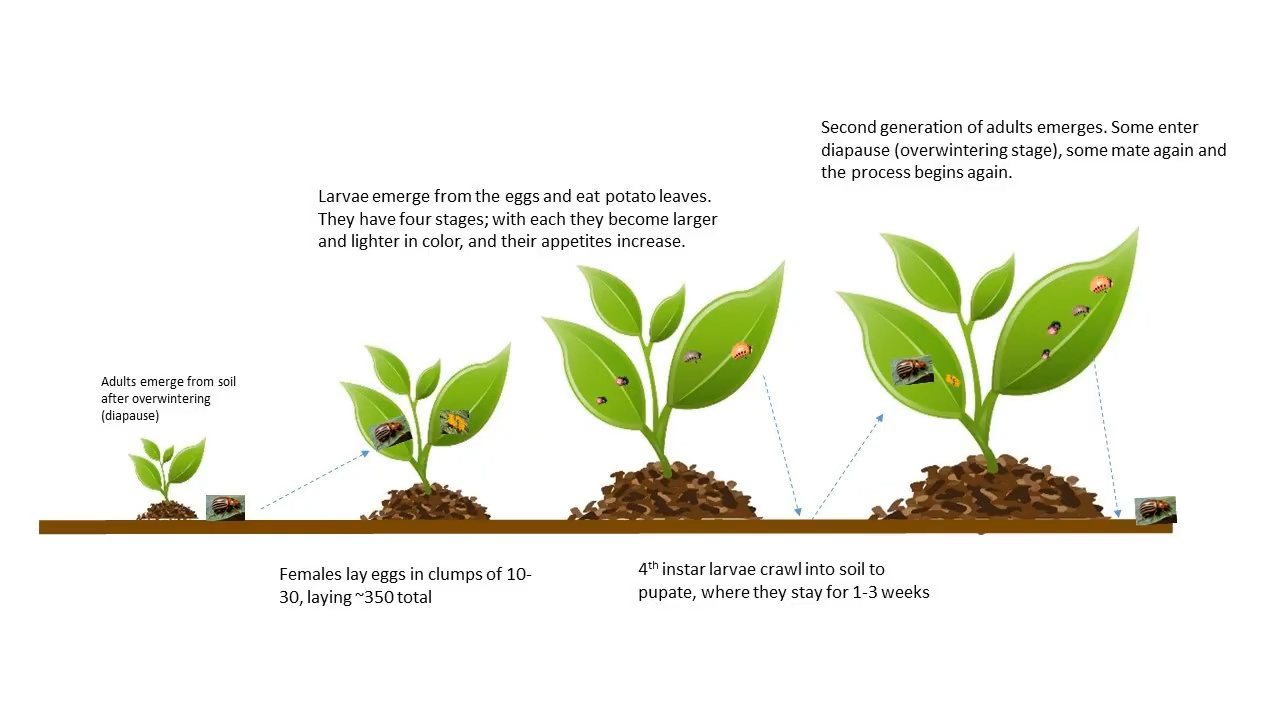 Adults emerge from soil
after overwintering
(diapause)
Females lay eggs in clumps of 10-
30, laying ~350 total
Larvae emerge from the eggs and eat potato leaves.
They have four stages; with each they become larger
and lighter in color, and their appetites increase.
4th instar larvae crawl into soil to
pupate, where they stay for 1-3 weeks
Second generation of adults emerges. Some enter
diapause (overwintering stage), some mate again and
the process begins again.